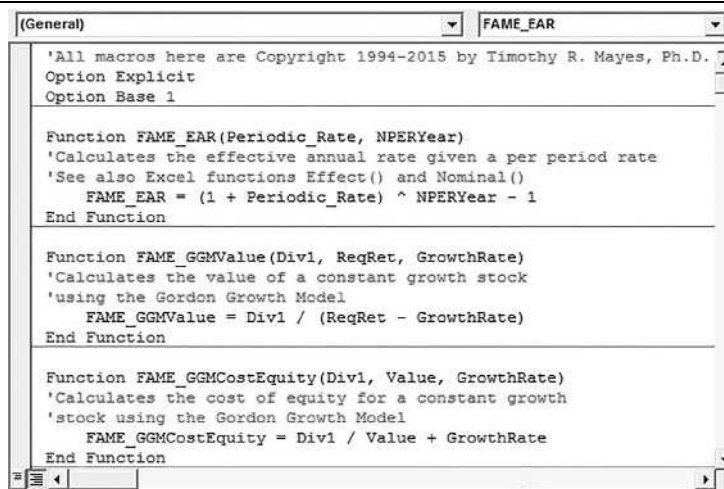 (General)
FAME_EAR
'All macros here are Copyright 1994-2015 by Timothy R. Mayes, Ph.D.
Option Explicit
Option Base 1
Function FAME_EAR(Periodic_Rate, NPERYear)
'Calculates the effective annual rate given a per period rate
'See also Excel functions Effect() and Nominal()
FAME_EAR = (1 + Periodic_Rate) ^ NPERYear - 1
End Function
Function FAME_GGMValue(Div1, ReqRet, GrowthRate)
'Calculates the value of a constant growth stock
'using the Gordon Growth Model
FAME_GGMValue = Div1 / (ReqRet - GrowthRate)
End Function
Function FAME_GGMCostEquity(Div1, Value, GrowthRate)
'Calculates the cost of equity for a constant growth
'stock using the Gordon Growth Model
FAME_GGMCostEquity = Div1 / Value + GrowthRate
End Function